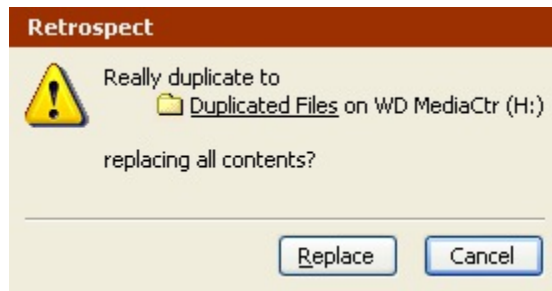 Retrospect
Really duplicate to
Duplicated Files on WD MediaCtr (H:)
replacing all contents?
Replace Cancel